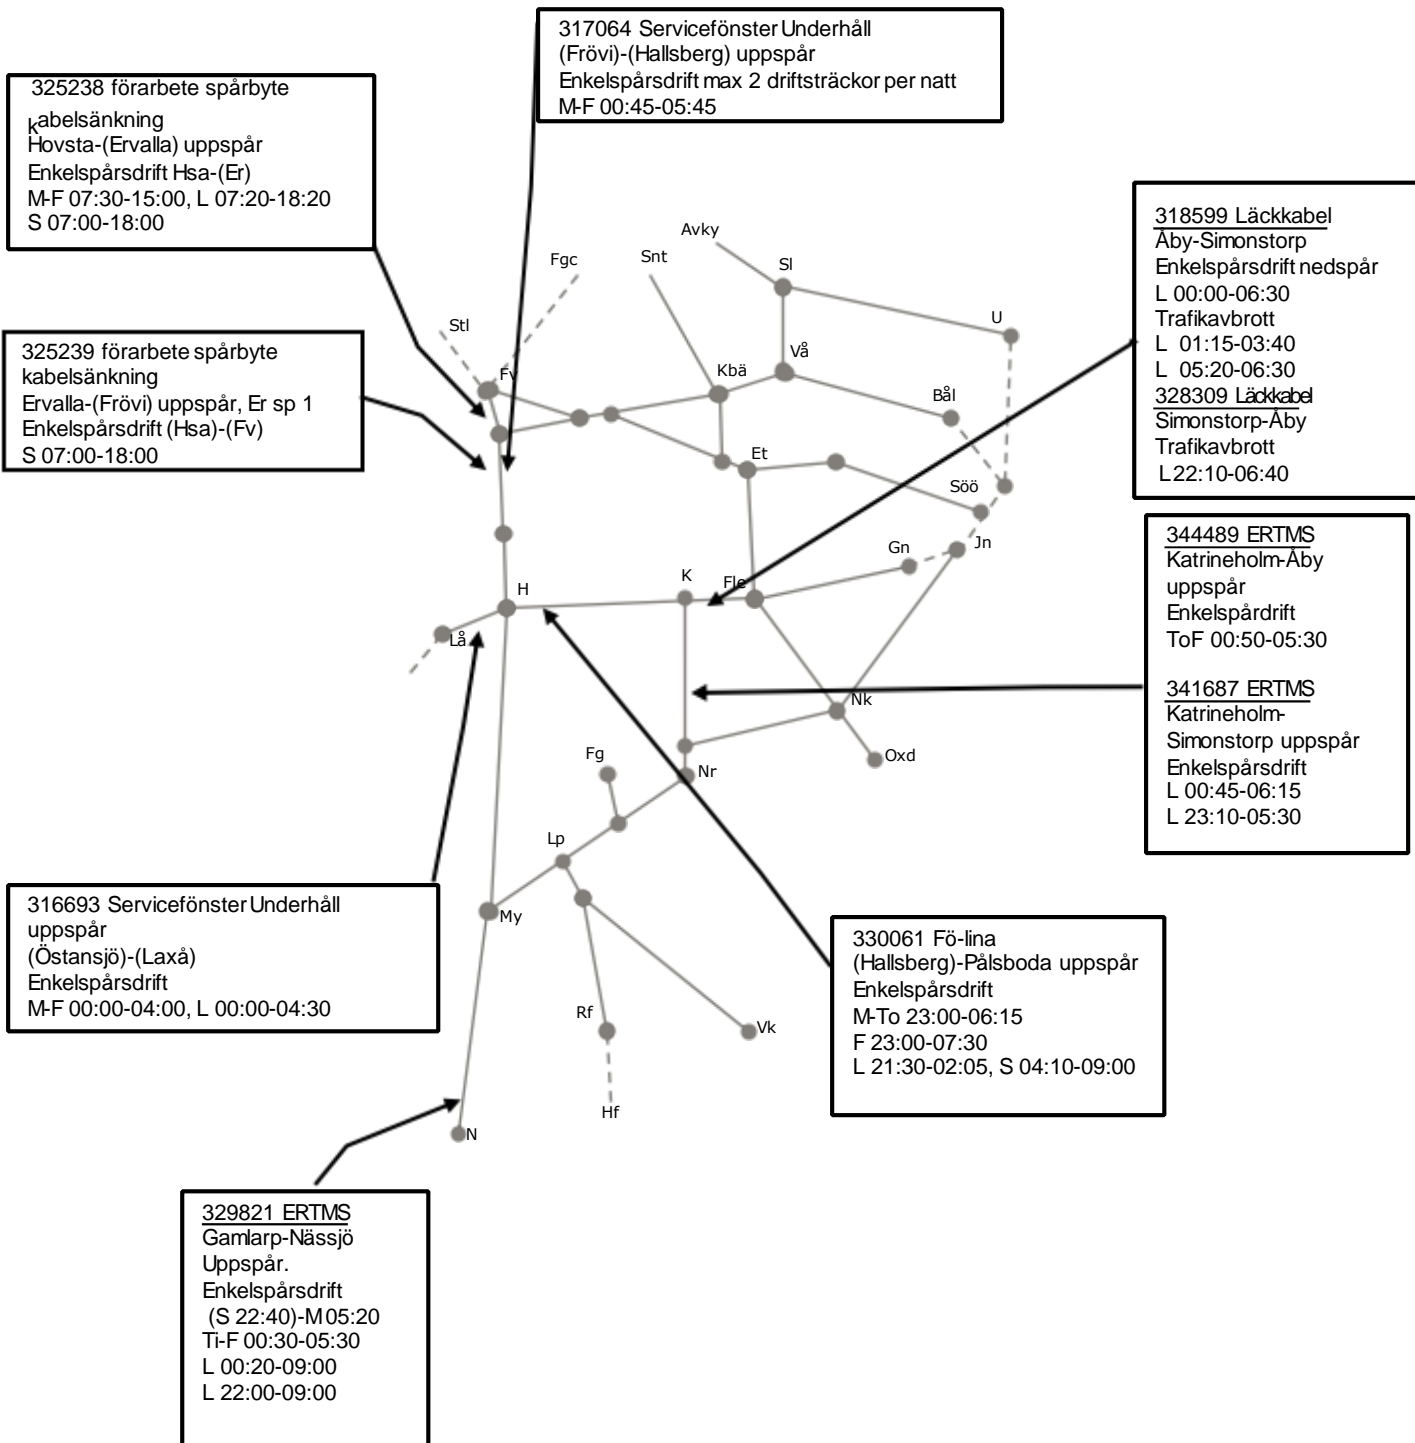 317064 Servicefönster Underhåll
(Frövi)-(Hallsberg) uppspår
Enkelspårsdrift max 2 driftsträckor per natt
M-F 00:45-05:45
325238 förarbete spårbyte
kabelsänkning
Hovsta-(Ervalla) uppspår
Enkelspårsdrift Hsa-(Er)
M-F 07:30-15:00, L 07:20-18:20
S 07:00-18:00
318599 Läckkabel
Åby-Simonstorp
Enkelspårsdrift nedspår
L 00:00-06:30
Trafikavbrott
L 01:15-03:40
L 05:20-06:30
328309 Läckkabel
Simonstorp-Åby
Trafikavbrott
L 22:10-06:40
325239 förarbete spårbyte
kabelsänkning
Ervalla-(Frövi) uppspår, Er sp 1
Enkelspårsdrift (Hsa)-(Fv)
S 07:00-18:00
Avky
Snt
Fgc
Sl
U
Stl
Vå
Fv
Kbä
Bål
Et
Söö
Jn
Gn
K
Fle
H
Lå
Nk
Oxd
Fg
Nr
Lp
My
Rf
Vk
Hf
N
344489 ERTMS
Katrineholm-Åby
uppspår
Enkelspårdrift
ToF 00:50-05:30
341687 ERTMS
Katrineholm-
Simonstorp uppspår
Enkelspårsdrift
L 00:45-06:15
L 23:10-05:30
316693 Servicefönster Underhåll
uppspår
(Östansjö)-(Laxå)
Enkelspårsdrift
M-F 00:00-04:00, L 00:00-04:30
330061 Fö-lina
(Hallsberg)-Pålsboda uppspår
Enkelspårsdrift
M-To 23:00-06:15
F 23:00-07:30
L 21:30-02:05, S 04:10-09:00
329821 ERTMS
Gamlarp-Nässjö
Uppspår.
Enkelspårsdrift
(S 22:40)-M 05:20
Ti-F 00:30-05:30
L 00:20-09:00
L 22:00-09:00